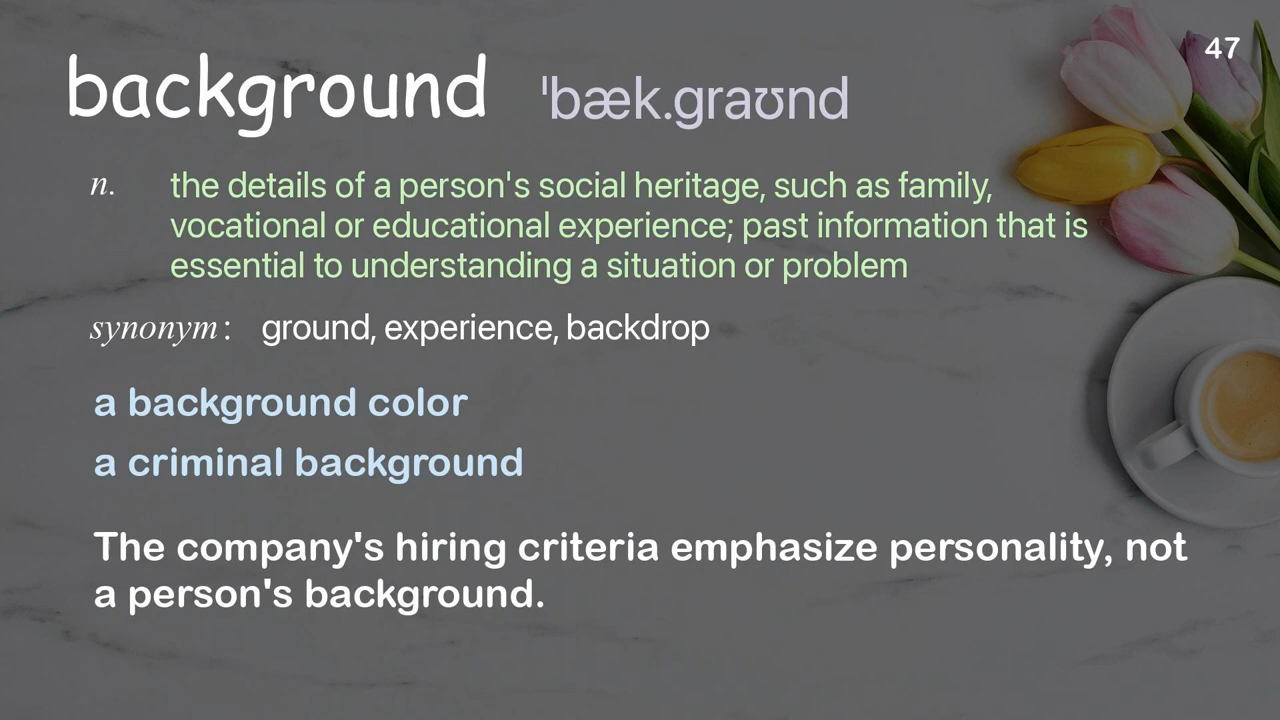 47
background ˈbæk.graʊnd
n. the details of a person's social heritage, such as family,
vocational or educational experience; past information that is
essential to understanding a situation or problem
synonym: ground, experience, backdrop
a background color
a criminal background
The company's hiring criteria emphasize personality, not
a person's background.